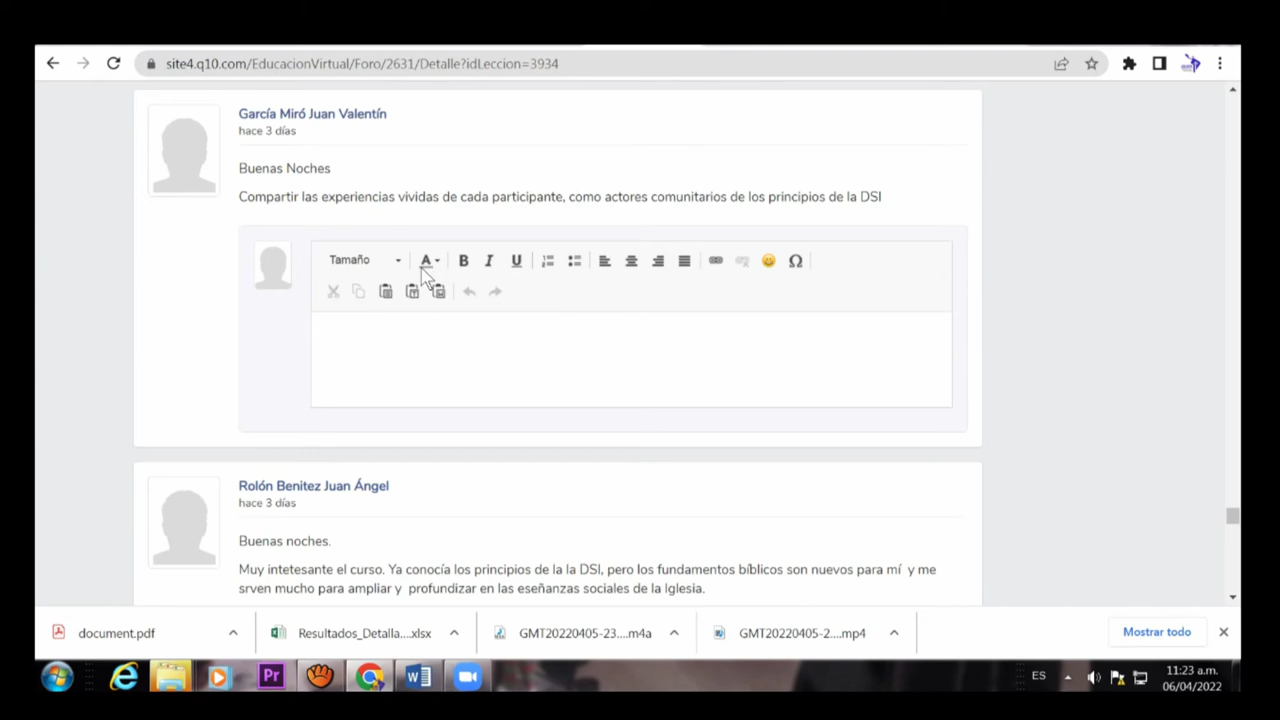 site4.q10.com/EducacionVirtual/Foro/2631/Detalle?idLeccion=3934
García Miró Juan Valentín
hace 3 días
Buenas Noches
Compartir las experiencias vividas de cada participante, como actores comunitarios de los principios de la DSI
Tamaño A B I U Ω
Rolón Benitez Juan Ángel
hace 3 días
Buenas noches.
Muy intetesante el curso. Ya conocía los principios de la la DSI, pero los fundamentos bíblicos son nuevos para mí y me
srven mucho para ampliar y profundizar en las eseñanzas sociales de la Iglesia.
document.pdf
Resultados_Detalla....xlsx
GMT20220405-23....m4a
GMT20220405-2....mp4
Mostrar todo
Pr
W
ES
11:23 a.m.
06/04/2022